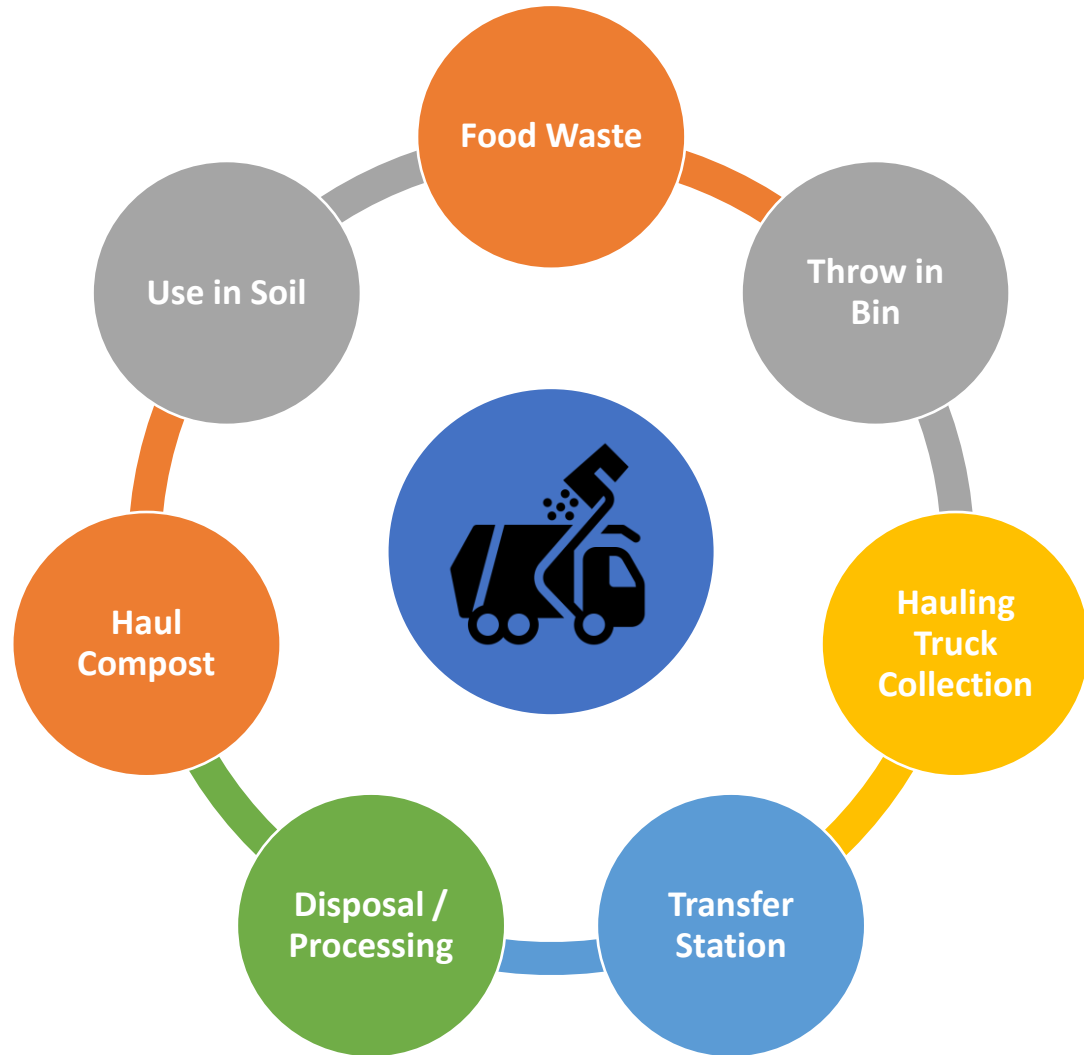 Food Waste
Throw in
Bin
Hauling
Truck
Collection
Transfer
Station
Disposal /
Processing
Haul
Compost
Use in Soil